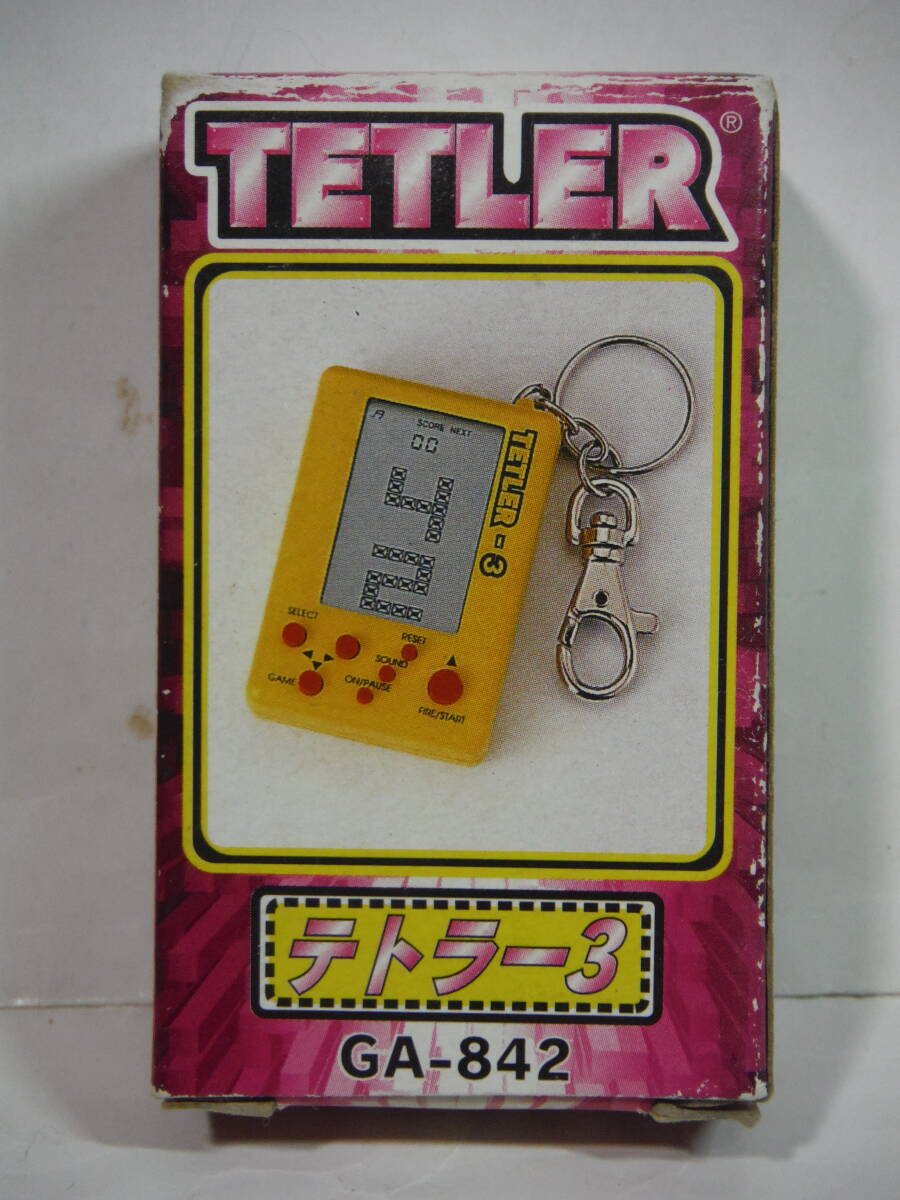 TETLER®
♪9
SCORE NEXT
00
TETLER-3
SELECT
RESET
SOUND
GAME
ON/PAUSE
FIRE/START
テトラー3
GA-842